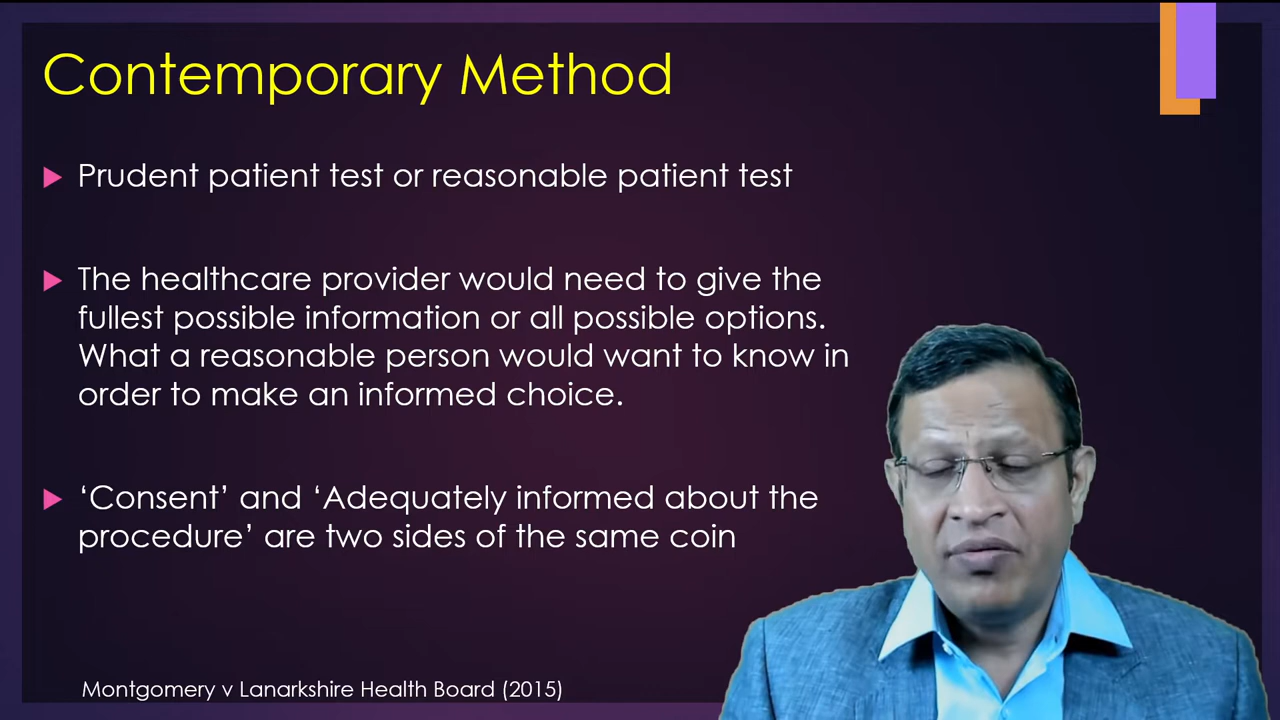 Contemporary Method
Prudent patient test or reasonable patient test
The healthcare provider would need to give the
fullest possible information or all possible options.
What a reasonable person would want to know in
order to make an informed choice.
‘Consent’ and ‘Adequately informed about the
procedure’ are two sides of the same coin
Montgomery v Lanarkshire Health Board (2015)